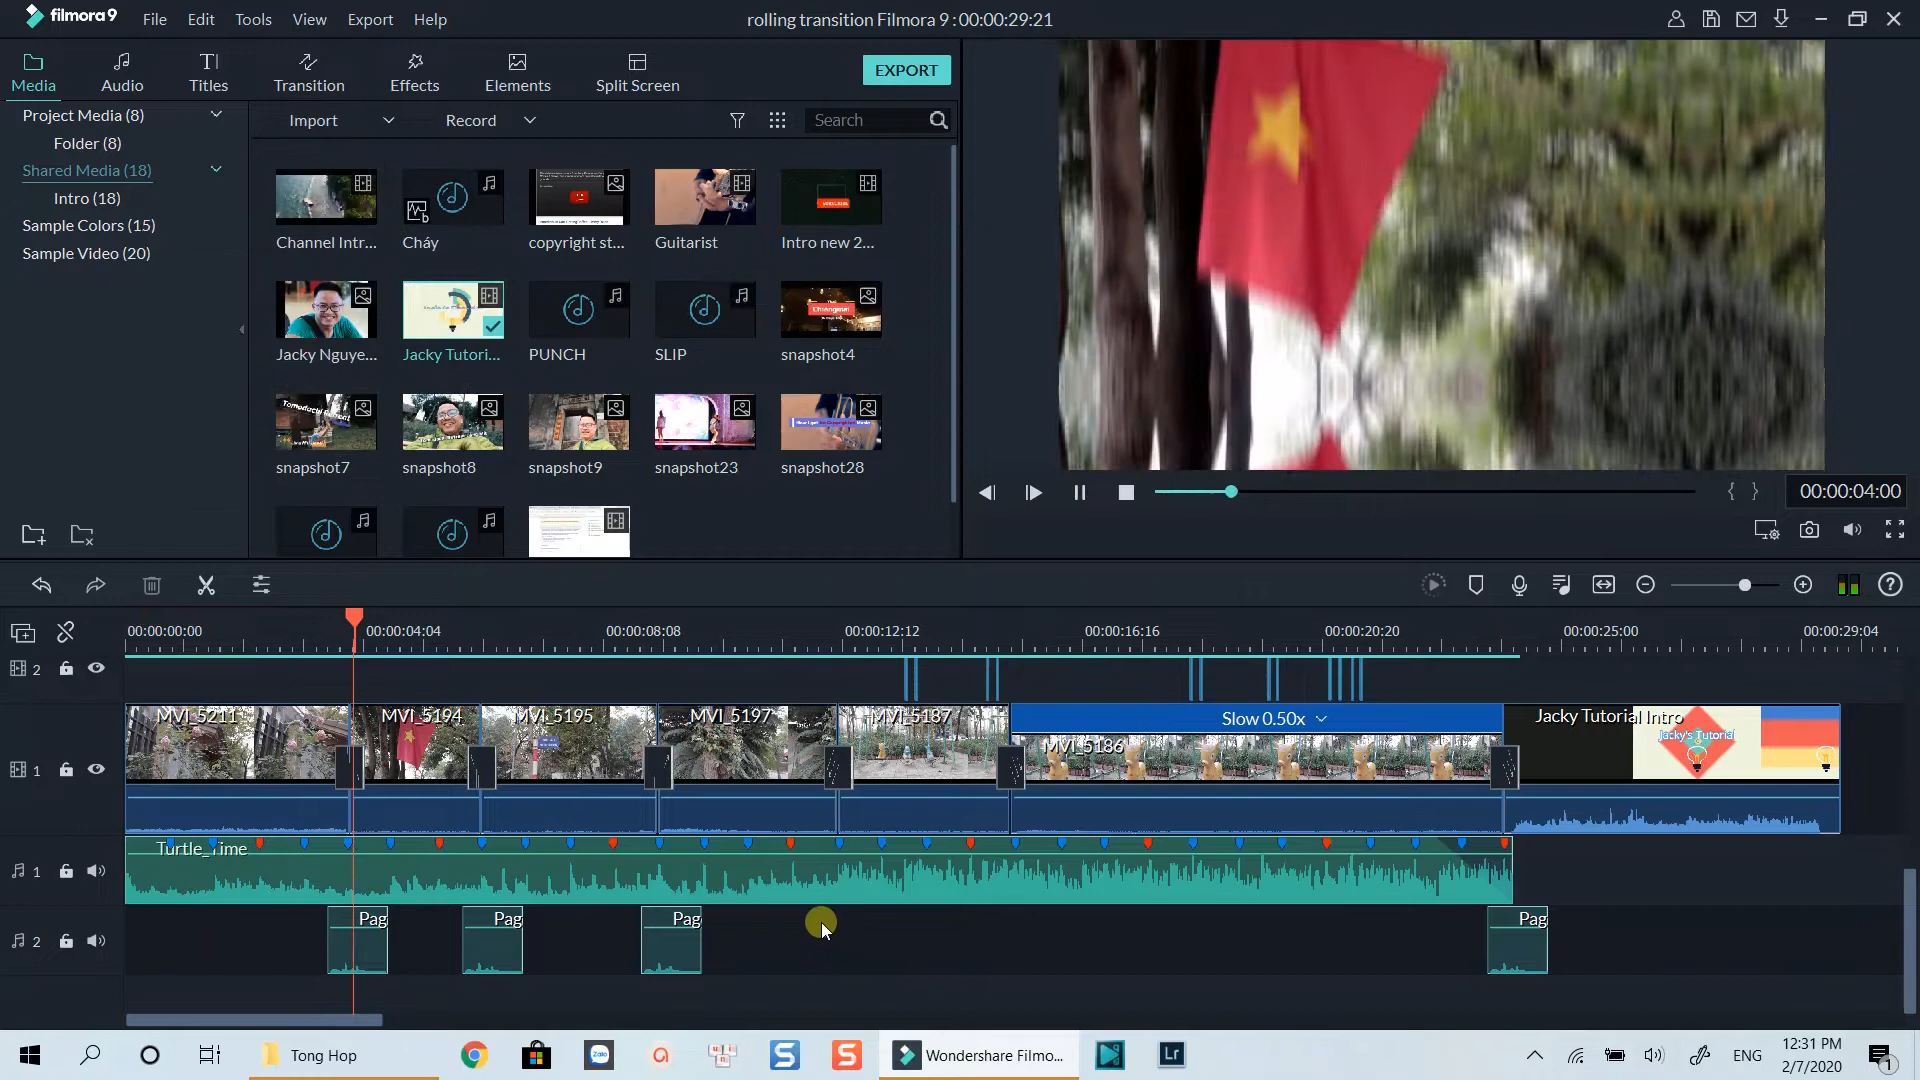 filmora9
File
Edit
Tools
View
Export
Help
rolling transition Filmora 9 : 00:00:29:21
Media
Audio
Titles
Transition
Effects
Elements
Split Screen
EXPORT
Project Media (8)
Folder (8)
Shared Media (18)
Intro (18)
Sample Colors (15)
Sample Video (20)
Import
Record
Search
Channel Intr...
Cháy
copyright st...
Guitarist
Intro new 2...
Jacky Nguye...
Jacky Tutori...
PUNCH
SLIP
snapshot4
snapshot7
snapshot8
snapshot9
snapshot23
snapshot28
00:00:04:00
00:00:00:00
00:00:04:04
00:00:08:08
00:00:12:12
00:00:16:16
00:00:20:20
00:00:25:00
00:00:29:04
2
MVI_5211
MVI_5194
MVI_5195
MVI_5197
MVI_5187
Slow 0.50x
MVI_5186
Jacky Tutorial Intro
Jacky's Tutorial
1
Turtle_Time
1
Pag
Pag
Pag
Pag
2
Tong Hop
Zalo
Wondershare Filmo...
Lr
ENG
12:31 PM
2/7/2020
1